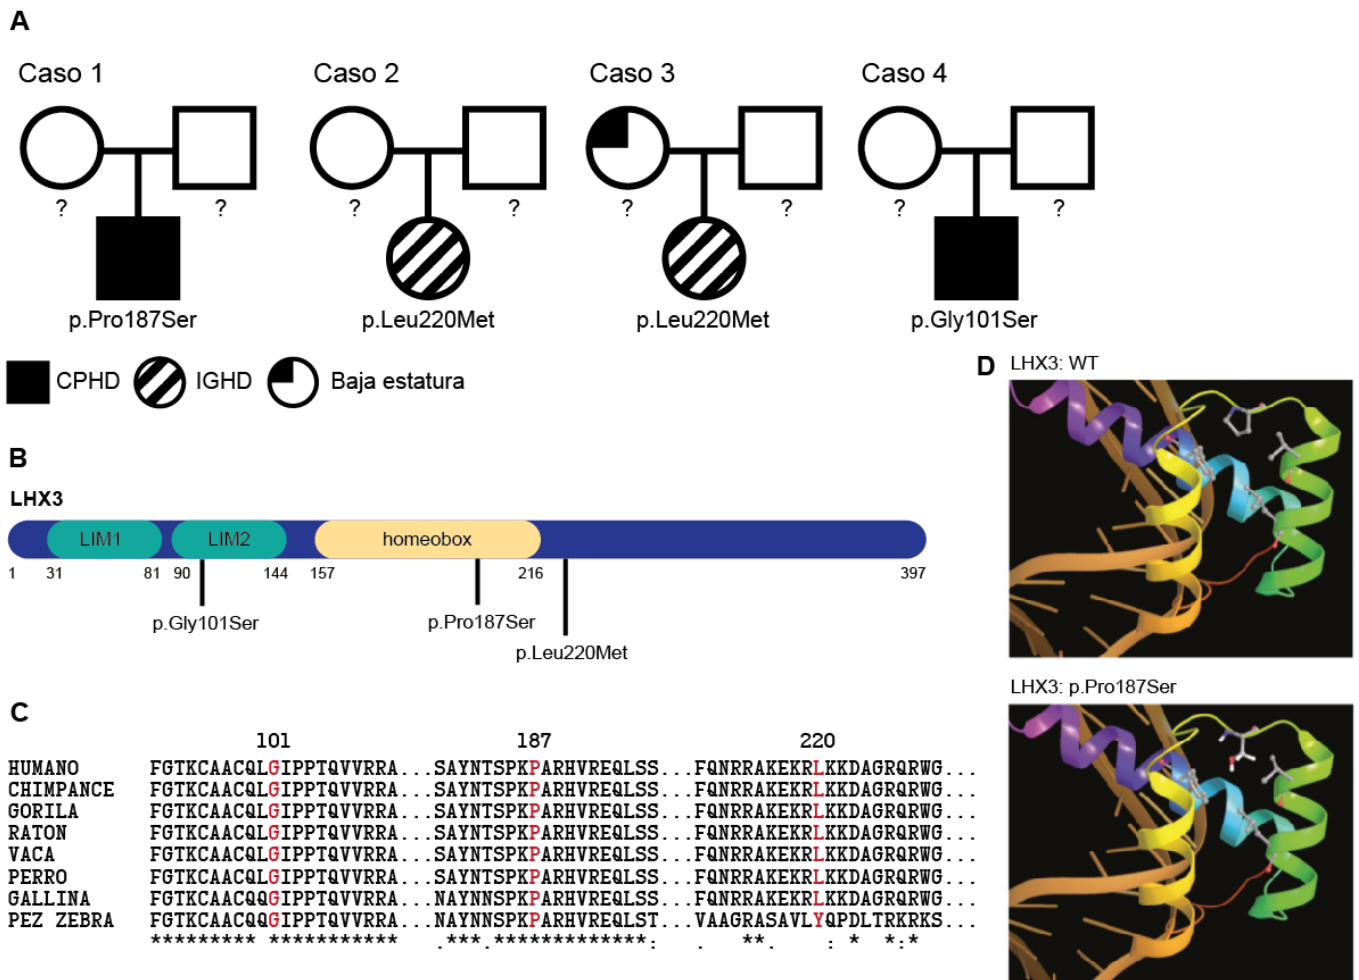 A
Caso 1
Caso 2
Caso 3
Caso 4
? ? ? ? ? ? ? ?
p.Pro187Ser
p.Leu220Met
p.Leu220Met
p.Gly101Ser
CPHD
IGHD
Baja estatura
B
LHX3
LIM1 LIM2 homeobox
1 31 81 90 144 157 216 397
p.Gly101Ser
p.Pro187Ser
p.Leu220Met
C
101 187 220
HUMANO FGTKCAACQLGIPPTQVVRRA...SAYNTSPKPARHVREQLSS...FQNRRAKEKRLKKDAGRQRWG...
CHIMPANCE FGTKCAACQLGIPPTQVVRRA...SAYNTSPKPARHVREQLSS...FQNRRAKEKRLKKDAGRQRWG...
GORILA FGTKCAACQLGIPPTQVVRRA...SAYNTSPKPARHVREQLSS...FQNRRAKEKRLKKDAGRQRWG...
RATON FGTKCAACQLGIPPTQVVRRA...SAYNTSPKPARHVREQLSS...FQNRRAKEKRLKKDAGRQRWG...
VACA FGTKCAACQLGIPPTQVVRRA...SAYNTSPKPARHVREQLSS...FQNRRAKEKRLKKDAGRQRWG...
PERRO FGTKCAACQLGIPPTQVVRRA...SAYNTSPKPARHVREQLSS...FQNRRAKEKRLKKDAGRQRWG...
GALLINA FGTKCAACQQGIPPTQVVRRA...NAYNNSPKPARHVREQLSS...FQNRRAKEKRLKKDAGRQRWG...
PEZ ZEBRA FGTKCAACQQGIPPTQVVRRA...NAYNNSPKPARHVREQLST...VAAGRASAVLYQPDLTRKRKS...
********* *********** .***.*************: . **. : * *:*
D
LHX3: WT
LHX3: p.Pro187Ser